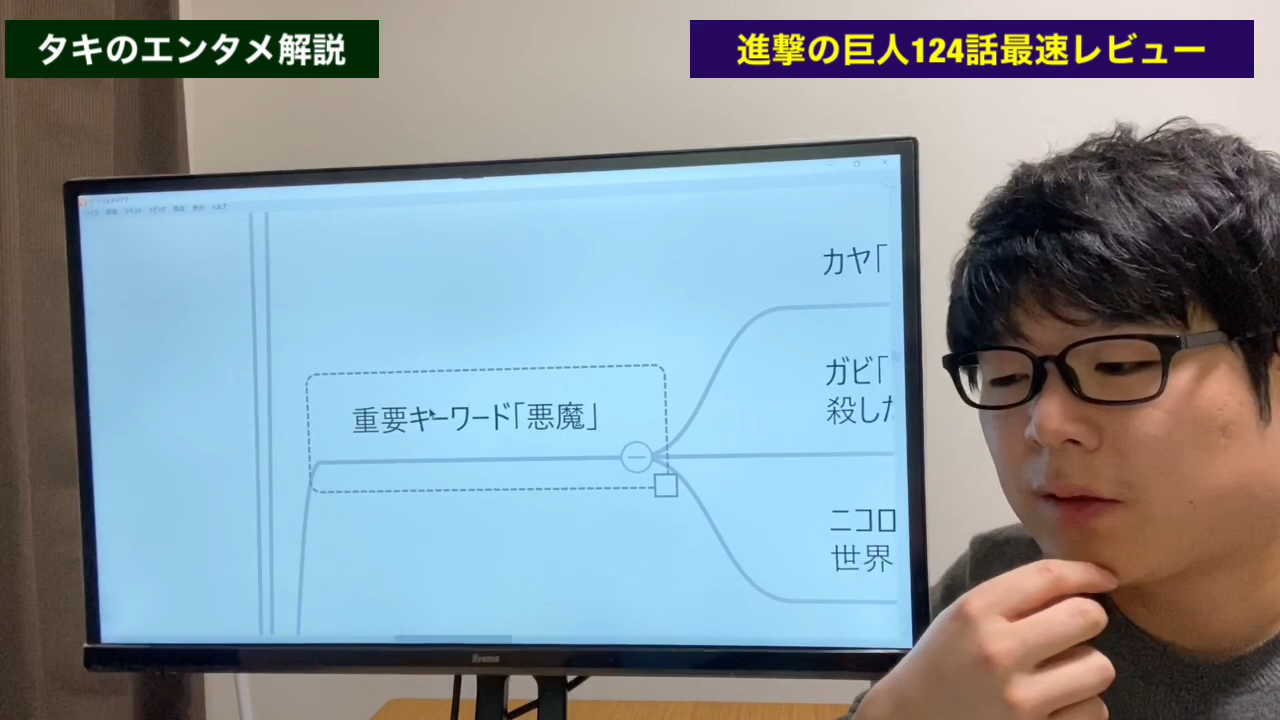 タキのエンタメ解説
進撃の巨人124話最速レビュー
カヤ「
重要キーワード「悪魔」
ガビ「
殺した
ニコロ
世界
iiyama